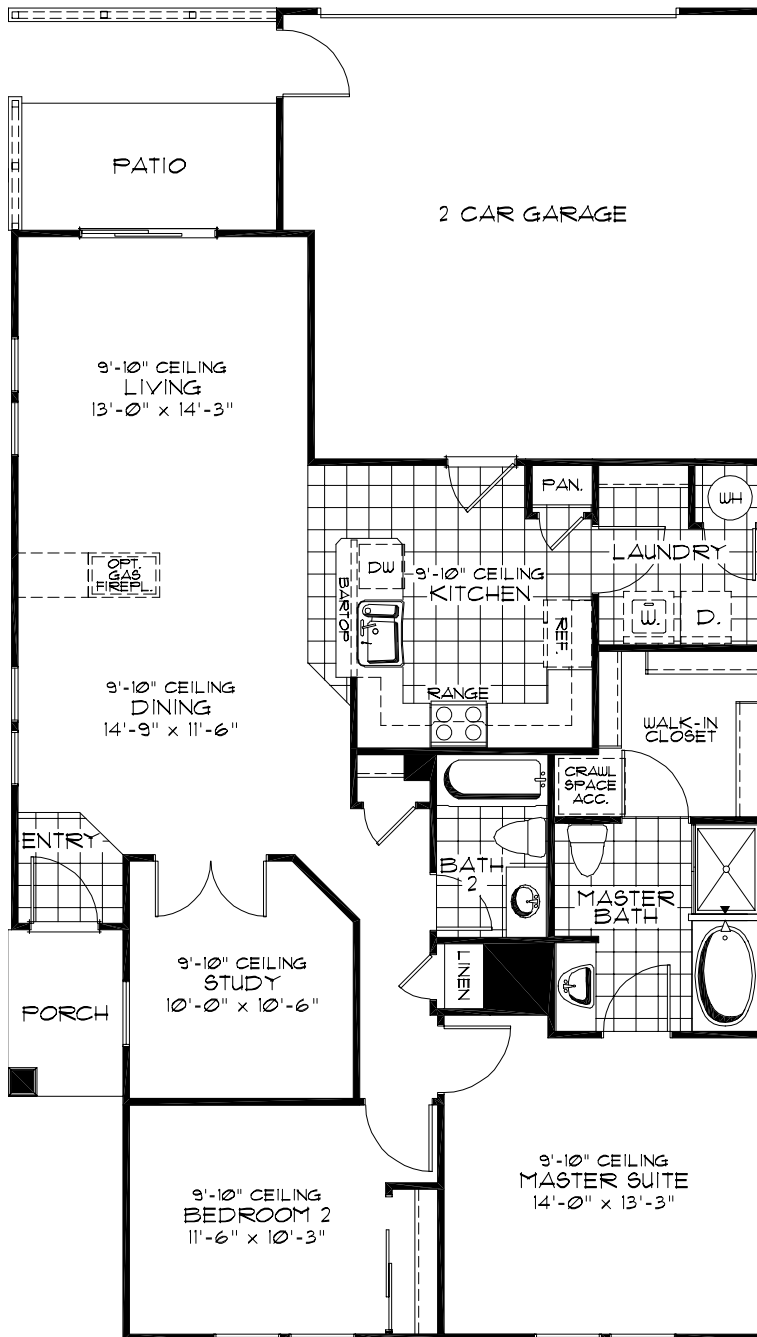 PATIO
2 CAR GARAGE
9'-10" CEILING
LIVING
13'-0" x 14'-3"
PAN.
WH
LAUNDRY
OPT.
GAS
FIREPL.
DW
BARTOP
9'-10" CEILING
KITCHEN
REF.
W.
D.
RANGE
9'-10" CEILING
DINING
14'-9" x 11'-6"
WALK-IN
CLOSET
CRAWL
SPACE
ACC.
ENTRY
BATH
2
MASTER
BATH
9'-10" CEILING
STUDY
10'-0" x 10'-6"
LINEN
PORCH
9'-10" CEILING
MASTER SUITE
14'-0" x 13'-3"
9'-10" CEILING
BEDROOM 2
11'-6" x 10'-3"